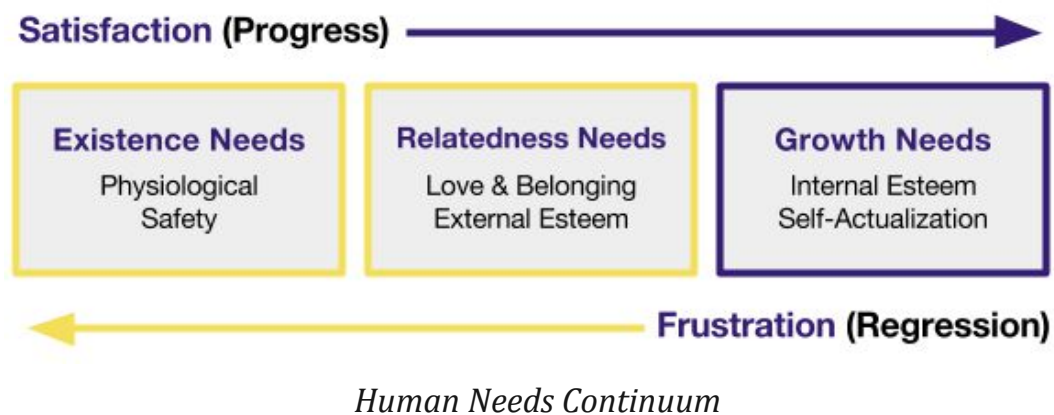 Satisfaction (Progress)
Existence Needs
Physiological
Safety
Relatedness Needs
Love & Belonging
External Esteem
Growth Needs
Internal Esteem
Self-Actualization
Frustration (Regression)
Human Needs Continuum